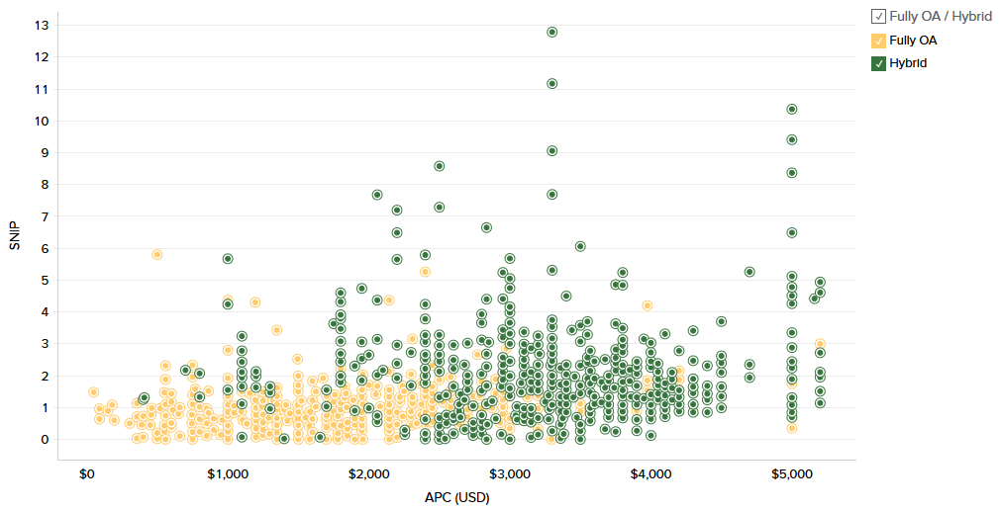 Fully OA / Hybrid
Fully OA
Hybrid
13
12
11
10
9
8
7
6
5
4
3
2
1
0
SNIP
$0 $1,000 $2,000 $3,000 $4,000 $5,000
APC (USD)